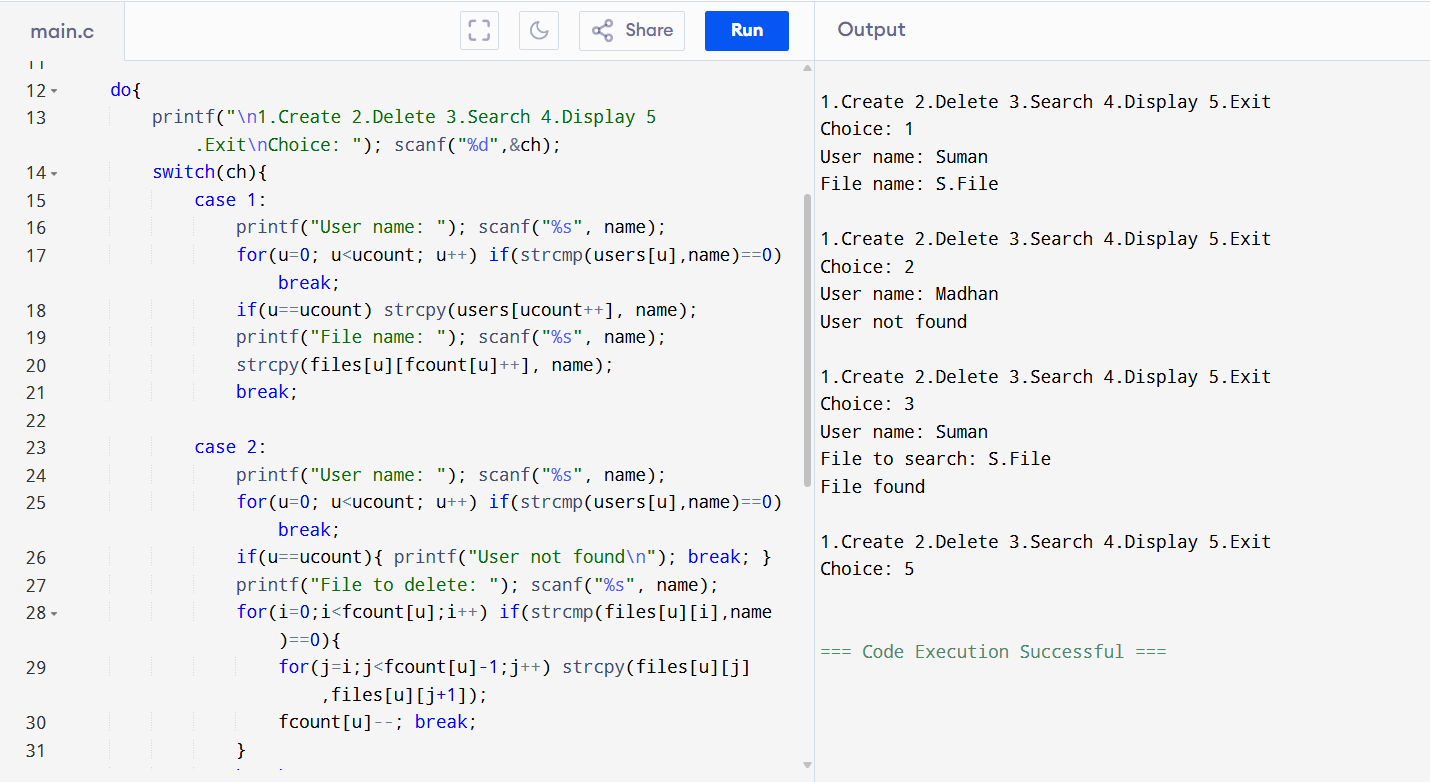 main.c
Share
Run
Output
11
12 do{
13 printf("\n1.Create 2.Delete 3.Search 4.Display 5
.Exit\nChoice: "); scanf("%d",&ch);
14 switch(ch){
15 case 1:
16 printf("User name: "); scanf("%s", name);
17 for(u=0; u<ucount; u++) if(strcmp(users[u],name)==0)
break;
18 if(u==ucount) strcpy(users[ucount++], name);
19 printf("File name: "); scanf("%s", name);
20 strcpy(files[u][fcount[u]++], name);
21 break;
22
23 case 2:
24 printf("User name: "); scanf("%s", name);
25 for(u=0; u<ucount; u++) if(strcmp(users[u],name)==0)
break;
26 if(u==ucount){ printf("User not found\n"); break; }
27 printf("File to delete: "); scanf("%s", name);
28 for(i=0;i<fcount[u];i++) if(strcmp(files[u][i],name
)==0){
29 for(j=i;j<fcount[u]-1;j++) strcpy(files[u][j]
,files[u][j+1]);
30 fcount[u]--; break;
31 }
1.Create 2.Delete 3.Search 4.Display 5.Exit
Choice: 1
User name: Suman
File name: S.File
1.Create 2.Delete 3.Search 4.Display 5.Exit
Choice: 2
User name: Madhan
User not found
1.Create 2.Delete 3.Search 4.Display 5.Exit
Choice: 3
User name: Suman
File to search: S.File
File found
1.Create 2.Delete 3.Search 4.Display 5.Exit
Choice: 5
=== Code Execution Successful ===